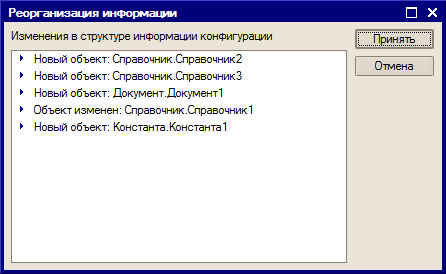 Реорганизация информации
Изменения в структуре информации конфигурации
Новый объект: Справочник.Справочник2
Новый объект: Справочник.Справочник3
Новый объект: Документ.Документ1
Объект изменен: Справочник.Справочник1
Новый объект: Константа.Константа1
Принять
Отмена